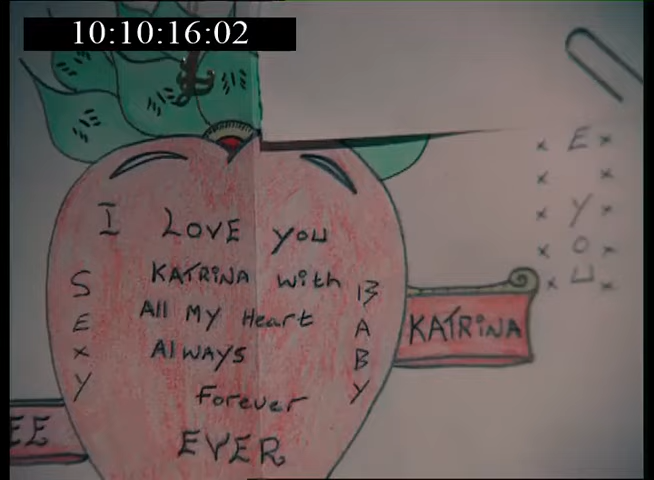 10:10:16:02
x E x
x x
x Y x
x O x
x U x
I LOVE you
KATRINA with
All My Heart
Always
Forever
EVER
SEXY
BABY
KATRINA
EE